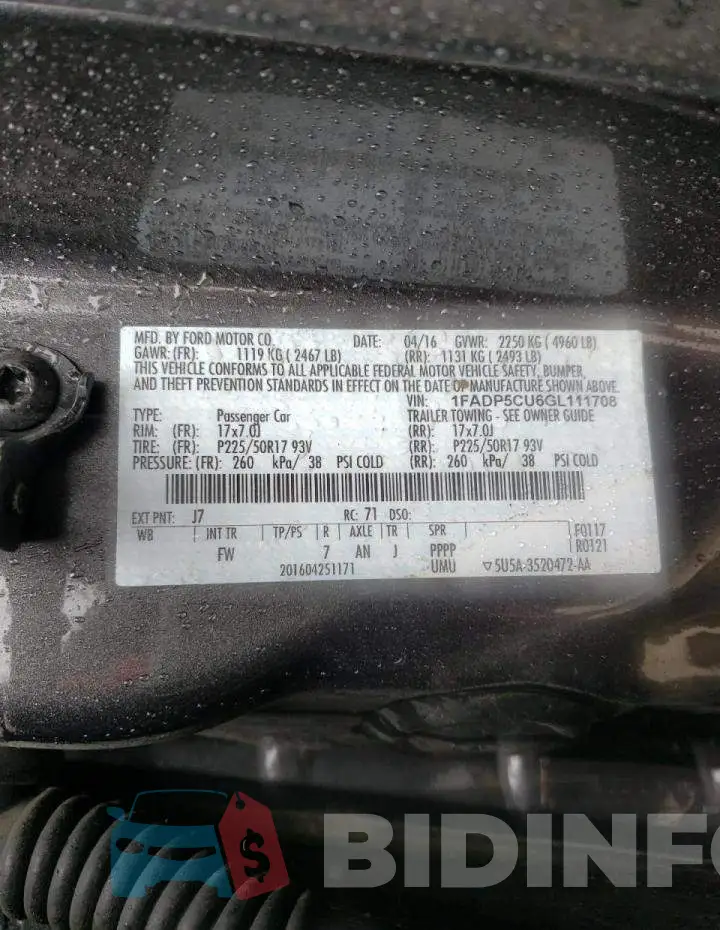 MFD. BY FORD MOTOR CO. DATE: 04/16 GVWR: 2250 KG ( 4960 LB)
GAWR: (FR): 1119 KG ( 2467 LB) (RR): 1131 KG ( 2493 LB)
THIS VEHICLE CONFORMS TO ALL APPLICABLE FEDERAL MOTOR VEHICLE SAFETY, BUMPER,
AND THEFT PREVENTION STANDARDS IN EFFECT ON THE DATE OF MANUFACTURE SHOWN ABOVE.
VIN: 1FADP5CU6GL111708
TYPE: Passenger Car TRAILER TOWING - SEE OWNER GUIDE
RIM: (FR): 17x7.0J (RR): 17x7.0J
TIRE: (FR): P225/50R17 93V (RR): P225/50R17 93V
PRESSURE: (FR): 260 kPa/ 38 PSI COLD (RR): 260 kPa/ 38 PSI COLD
EXT PNT: J7 RC: 71 DSO:
WB INT TR TP/PS R AXLE TR SPR F0117
FW 7 AN J PPPP R0121
201604251171 UMU ▽5U5A-3520472-AA
$ BIDINFO